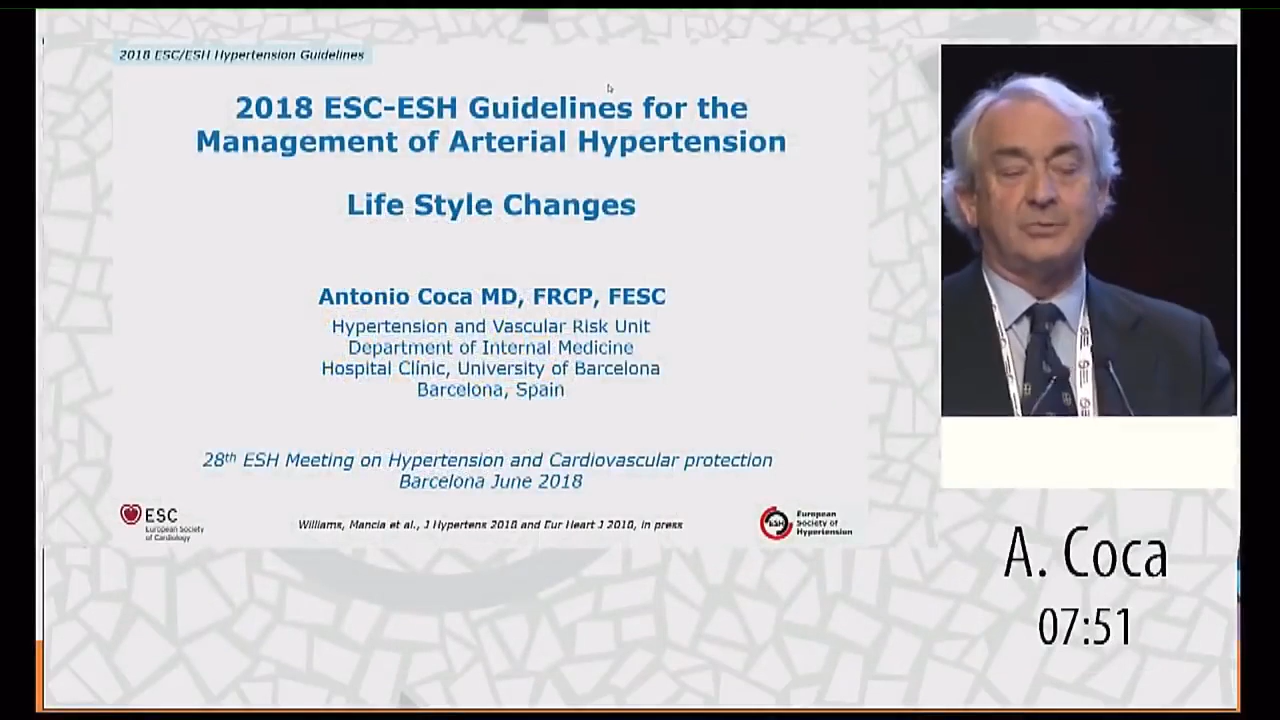 2018 ESC/ESH Hypertension Guidelines
2018 ESC-ESH Guidelines for the
Management of Arterial Hypertension
Life Style Changes
Antonio Coca MD, FRCP, FESC
Hypertension and Vascular Risk Unit
Department of Internal Medicine
Hospital Clínic, University of Barcelona
Barcelona, Spain
28th ESH Meeting on Hypertension and Cardiovascular protection
Barcelona June 2018
ESC
European Society
of Cardiology
Williams, Mancia et al., J Hypertens 2018 and Eur Heart J 2018, in press
ESH
European
Society of
Hypertension
A. Coca
07:51